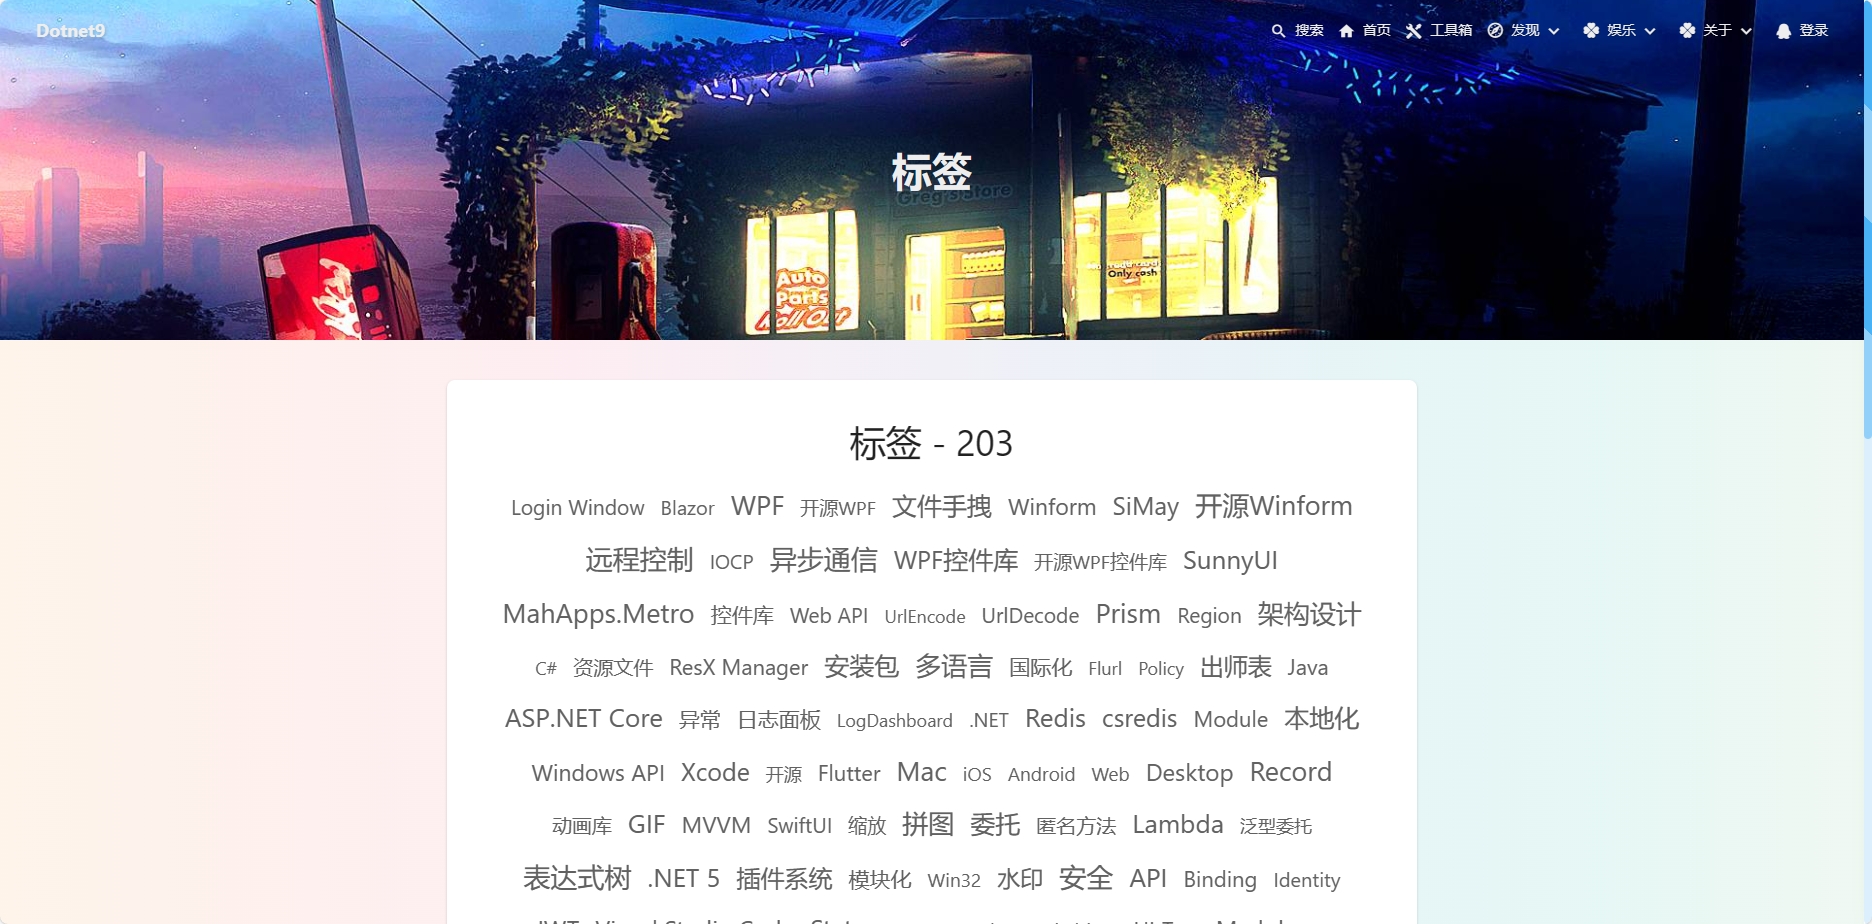 Dotnet9
搜索 首页 工具箱 发现 娱乐 关于 登录
标签
Greg's Store
Auto
Parts
Roll Out
Only cash
标签 - 203
Login Window Blazor WPF 开源WPF 文件手拽 Winform SiMay 开源Winform
远程控制 IOCP 异步通信 WPF控件库 开源WPF控件库 SunnyUI
MahApps.Metro 控件库 Web API UrlEncode UrlDecode Prism Region 架构设计
C# 资源文件 ResX Manager 安装包 多语言 国际化 Flurl Policy 出师表 Java
ASP.NET Core 异常 日志面板 LogDashboard .NET Redis csredis Module 本地化
Windows API Xcode 开源 Flutter Mac iOS Android Web Desktop Record
动画库 GIF MVVM SwiftUI 缩放 拼图 委托 匿名方法 Lambda 泛型委托
表达式树 .NET 5 插件系统 模块化 Win32 水印 安全 API Binding Identity